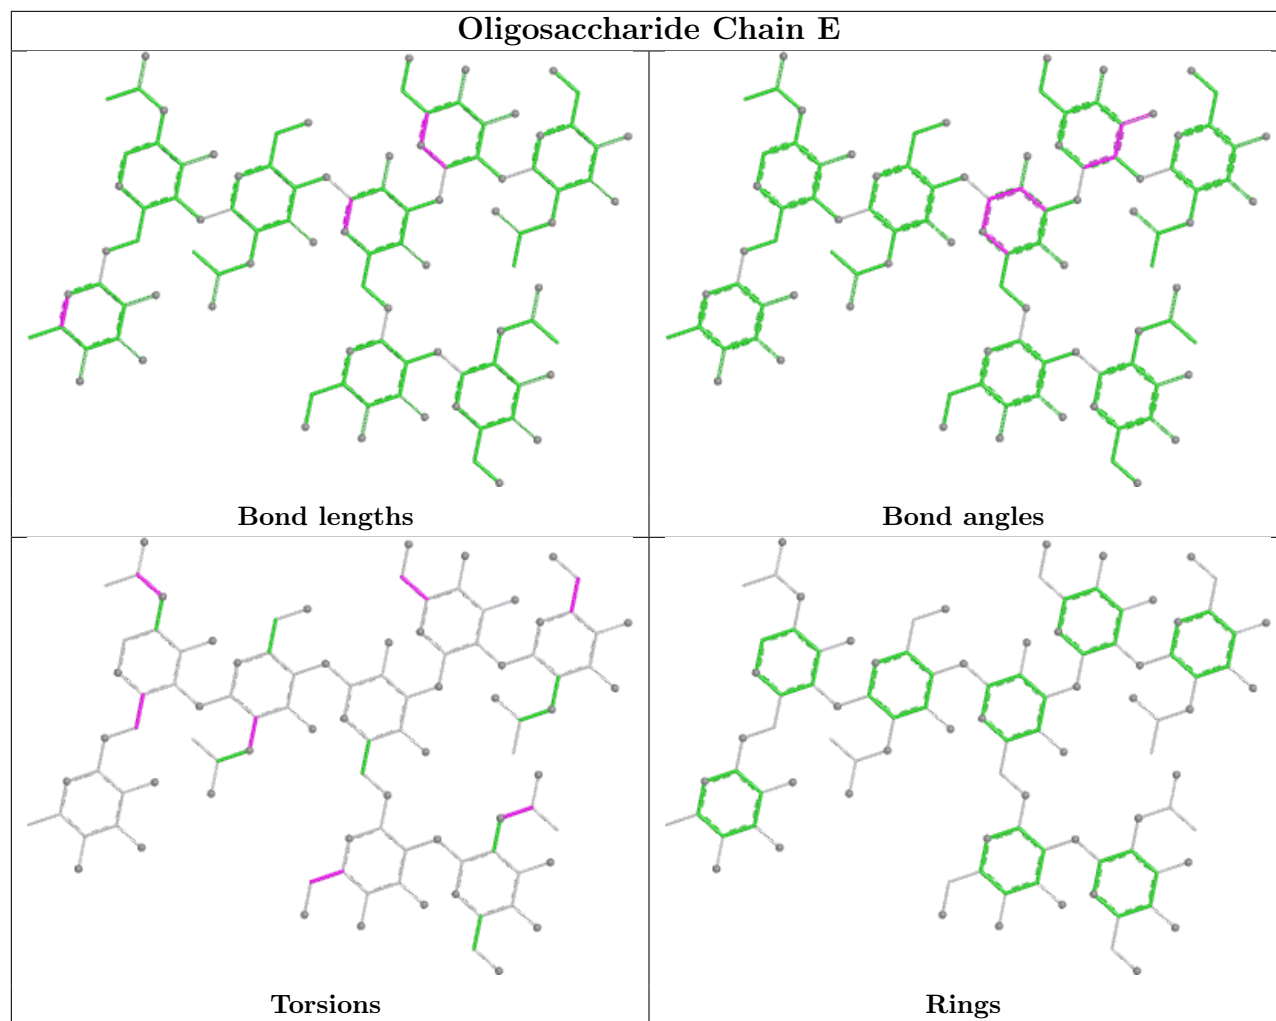 Oligosaccharide Chain E
Bond lengths
Bond angles
Torsions
Rings